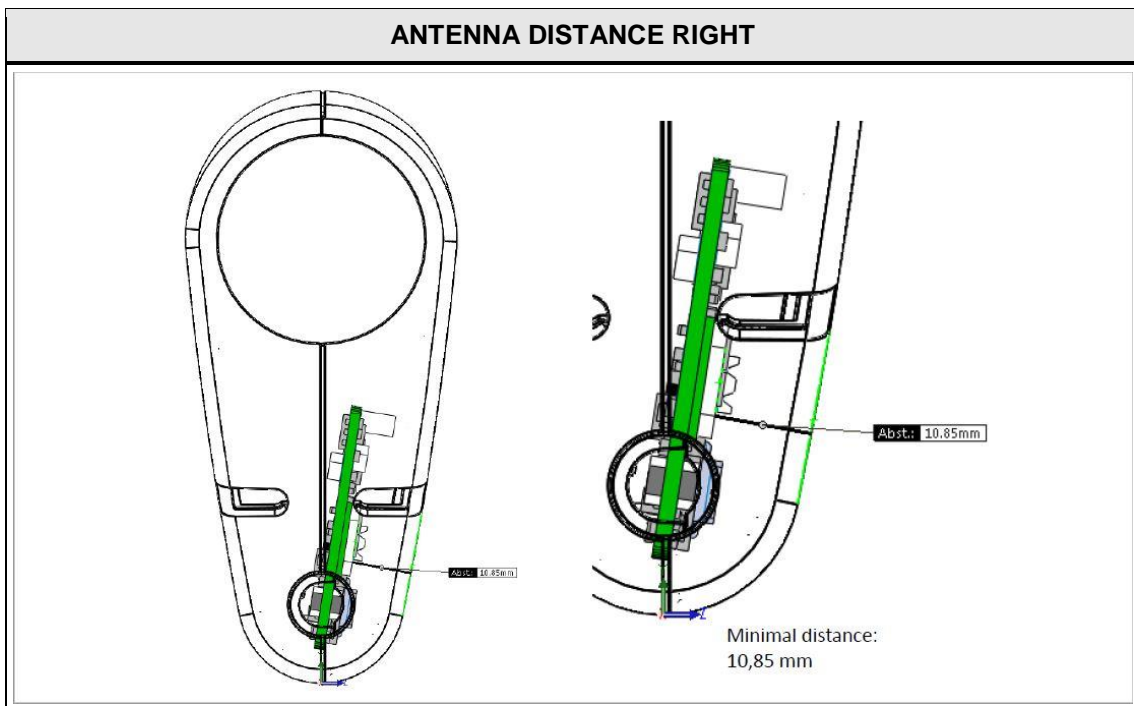 ANTENNA DISTANCE RIGHT
Abst.: 10.85mm
Abst.: 10.85mm
Minimal distance:
10,85 mm